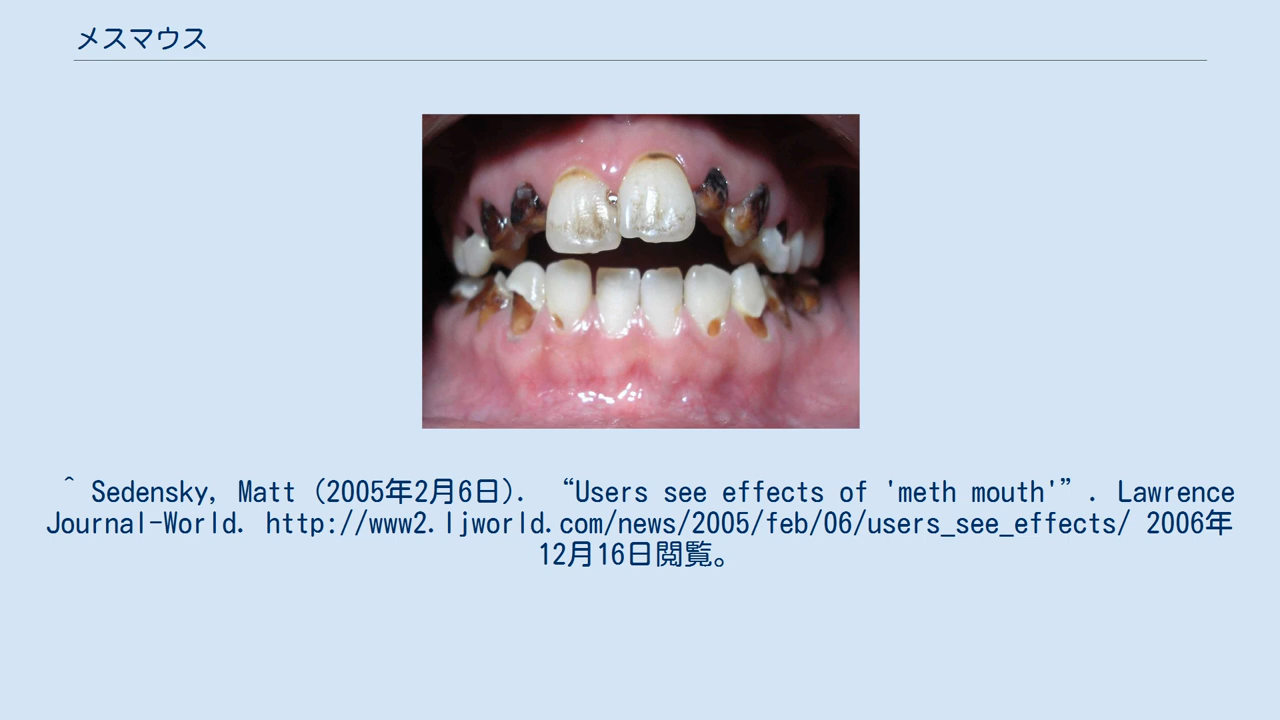 メスマウス
^ Sedensky, Matt (2005年2月6日). “Users see effects of 'meth mouth'”. Lawrence
Journal-World. http://www2.ljworld.com/news/2005/feb/06/users_see_effects/ 2006年
12月16日閲覧。